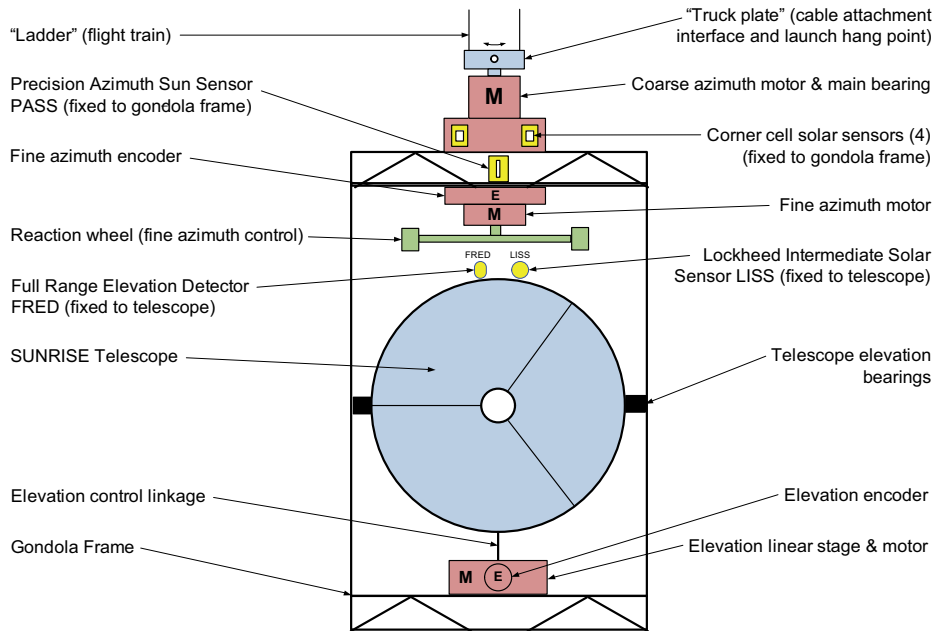 “Ladder” (flight train)
“Truck plate” (cable attachment
interface and launch hang point)
Precision Azimuth Sun Sensor
PASS (fixed to gondola frame)
M
Coarse azimuth motor & main bearing
Corner cell solar sensors (4)
(fixed to gondola frame)
Fine azimuth encoder
E
M
Fine azimuth motor
Reaction wheel (fine azimuth control)
FRED
LISS
Lockheed Intermediate Solar
Sensor LISS (fixed to telescope)
Full Range Elevation Detector
FRED (fixed to telescope)
SUNRISE Telescope
Telescope elevation
bearings
Elevation control linkage
Elevation encoder
Gondola Frame
Elevation linear stage & motor
M
E